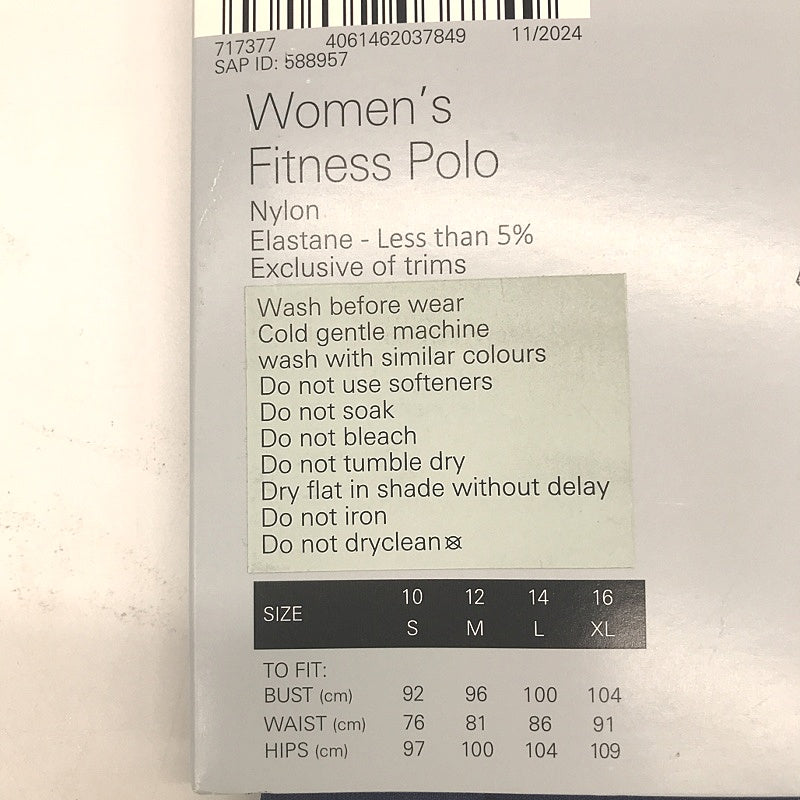 717377 4061462037849 11/2024
SAP ID: 588957
Women's
Fitness Polo
Nylon
Elastane - Less than 5%
Exclusive of trims
Wash before wear
Cold gentle machine
wash with similar colours
Do not use softeners
Do not soak
Do not bleach
Do not tumble dry
Dry flat in shade without delay
Do not iron
Do not dryclean
SIZE 10 12 14 16
S M L XL
TO FIT:
BUST (cm) 92 96 100 104
WAIST (cm) 76 81 86 91
HIPS (cm) 97 100 104 109